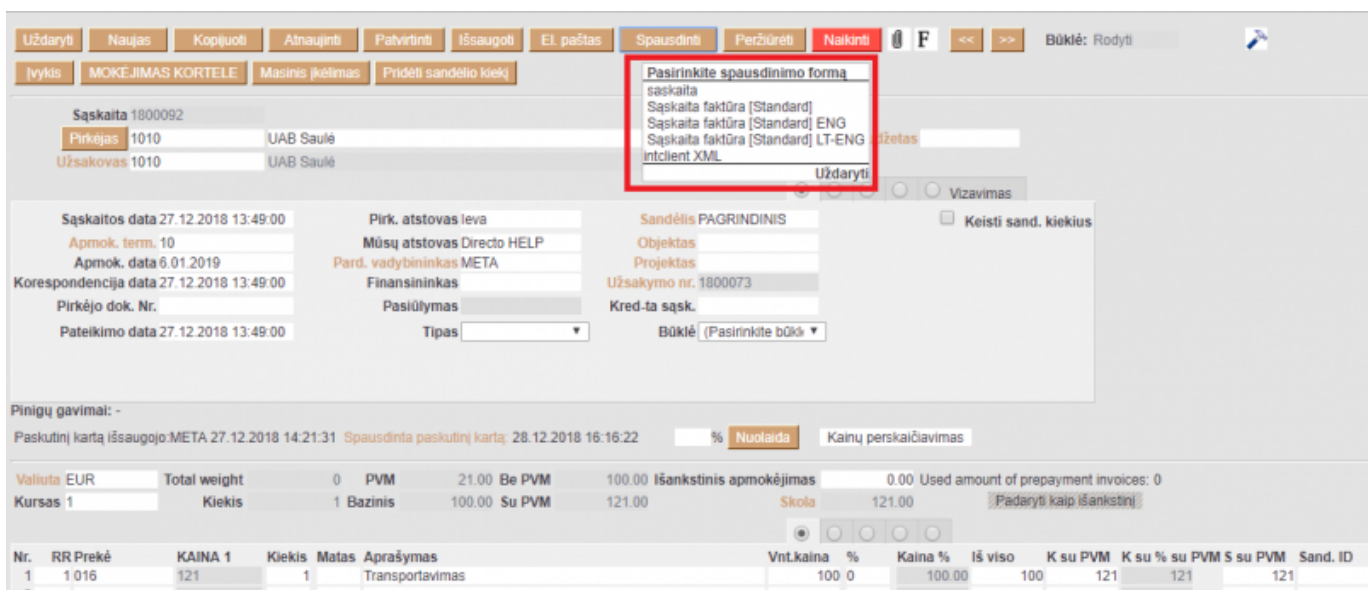 Uždaryti Naujas Kopijuoti Atnaujinti Patvirtinti Išsaugoti El. paštas Spausdinti Peržiūrėti Naikinti F << >> Būklė: Rodyti
Įvykis MOKĖJIMAS KORTELE Masinis įkėlimas Pridėti sandėlio kiekį
Pasirinkite spausdinimo formą
saskaita
Sąskaita faktūra [Standard]
Sąskaita faktūra [Standard] ENG
Sąskaita faktūra [Standard] LT-ENG
intclient XML
Uždaryti
Sąskaita 1800092
Pirkėjas 1010 UAB Saulė džetas
Užsakovas 1010 UAB Saulė
Vizavimas
Sąskaitos data 27.12.2018 13:49:00 Pirk. atstovas Ieva Sandėlis PAGRINDINIS Keisti sand. kiekius
Apmok. term. 10 Mūsų atstovas Directo HELP Objektas
Apmok. data 6.01.2019 Pard. vadybininkas META Projektas
Korespondencija data 27.12.2018 13:49:00 Finansininkas Užsakymo nr. 1800073
Pirkėjo dok. Nr. Pasiūlymas Kred-ta sąsk.
Pateikimo data 27.12.2018 13:49:00 Tipas Būklė (Pasirinkite būkl
Pinigų gavimai: -
Paskutinį kartą išsaugojo:META 27.12.2018 14:21:31 Spausdinta paskutinį kartą: 28.12.2018 16:16:22 % Nuolaida Kainų perskaičiavimas
Valiuta EUR Total weight 0 PVM 21.00 Be PVM 100.00 Išankstinis apmokėjimas 0.00 Used amount of prepayment invoices: 0
Kursas 1 Kiekis 1 Bazinis 100.00 Su PVM 121.00 Skola 121.00 Padaryti kaip išankstinį
Nr. RR Prekė KAINA 1 Kiekis Matas Aprašymas Vnt.kaina % Kaina % Iš viso K su PVM K su % su PVM S su PVM Sand. ID
1 1 016 121 1 Transportavimas 100 0 100.00 100 121 121 121